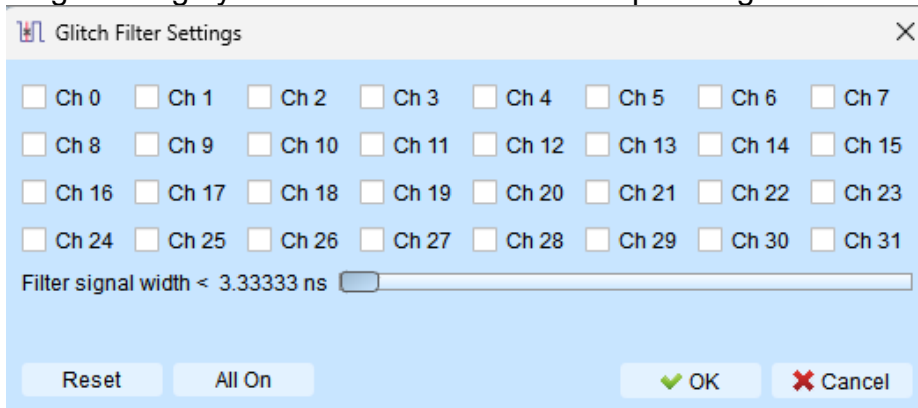 Glitch Filter Settings
Ch 0 Ch 1 Ch 2 Ch 3 Ch 4 Ch 5 Ch 6 Ch 7
Ch 8 Ch 9 Ch 10 Ch 11 Ch 12 Ch 13 Ch 14 Ch 15
Ch 16 Ch 17 Ch 18 Ch 19 Ch 20 Ch 21 Ch 22 Ch 23
Ch 24 Ch 25 Ch 26 Ch 27 Ch 28 Ch 29 Ch 30 Ch 31
Filter signal width < 3.33333 ns
Reset All On OK Cancel